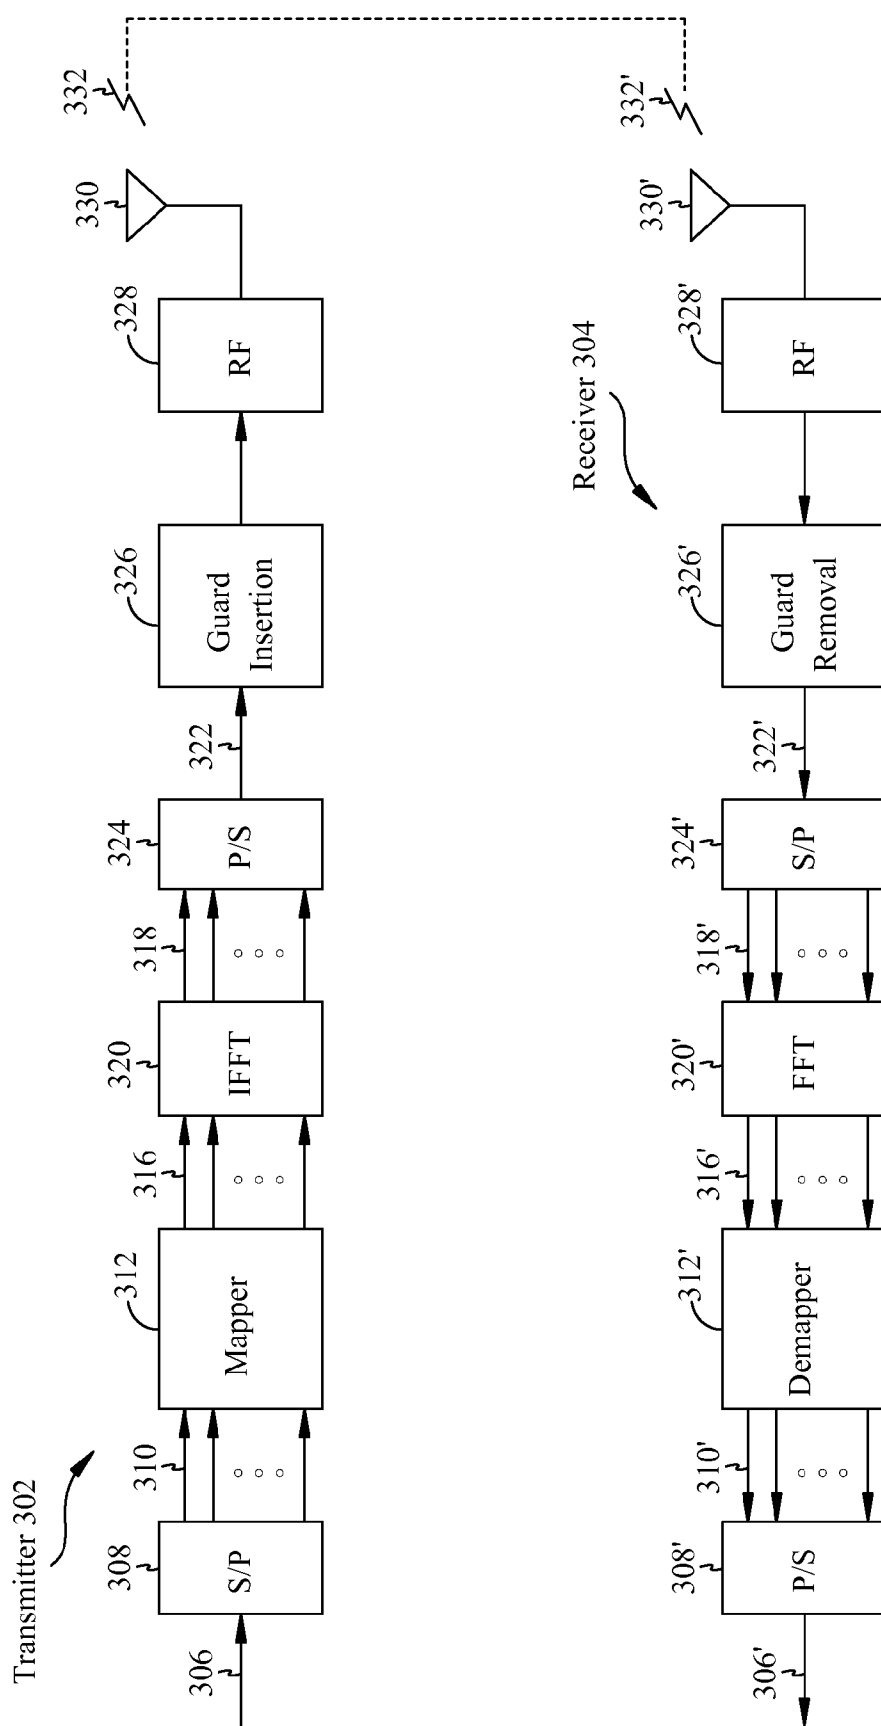 Transmitter 302
306
308
S/P
310
312
Mapper
316
320
IFFT
318
324
P/S
322
326
Guard
Insertion
328
RF
330
332
Receiver 304
306'
308'
P/S
310'
312'
Demapper
316'
320'
FFT
318'
324'
S/P
322'
326'
Guard
Removal
328'
RF
330'
332'